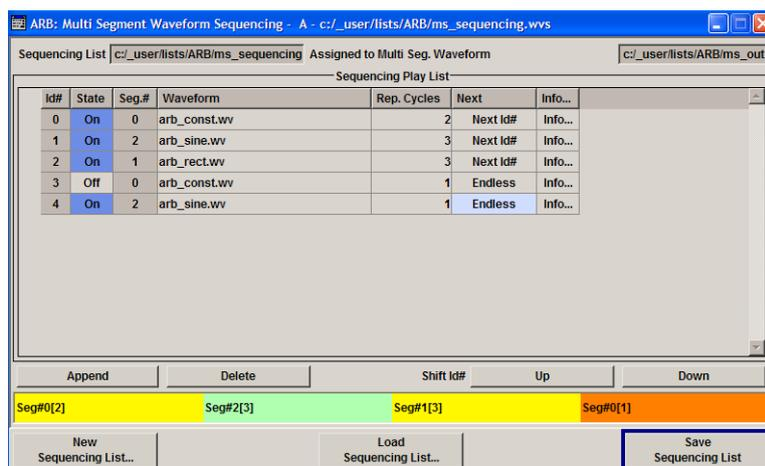 ARB: Multi Segment Waveform Sequencing - A - c:/_user/lists/ARB/ms_sequencing.wvs
Sequencing List c:/_user/lists/ARB/ms_sequencing Assigned to Multi Seg. Waveform c:/_user/lists/ARB/ms_out
Sequencing Play List
Id# State Seg.# Waveform Rep. Cycles Next Info...
0 On 0 arb_const.wv 2 Next Id# Info...
1 On 2 arb_sine.wv 3 Next Id# Info...
2 On 1 arb_rect.wv 3 Next Id# Info...
3 Off 0 arb_const.wv 1 Endless Info...
4 On 2 arb_sine.wv 1 Endless Info...
Append Delete Shift Id# Up Down
Seg#0[2] Seg#2[3] Seg#1[3] Seg#0[1]
New Load Save
Sequencing List... Sequencing List... Sequencing List